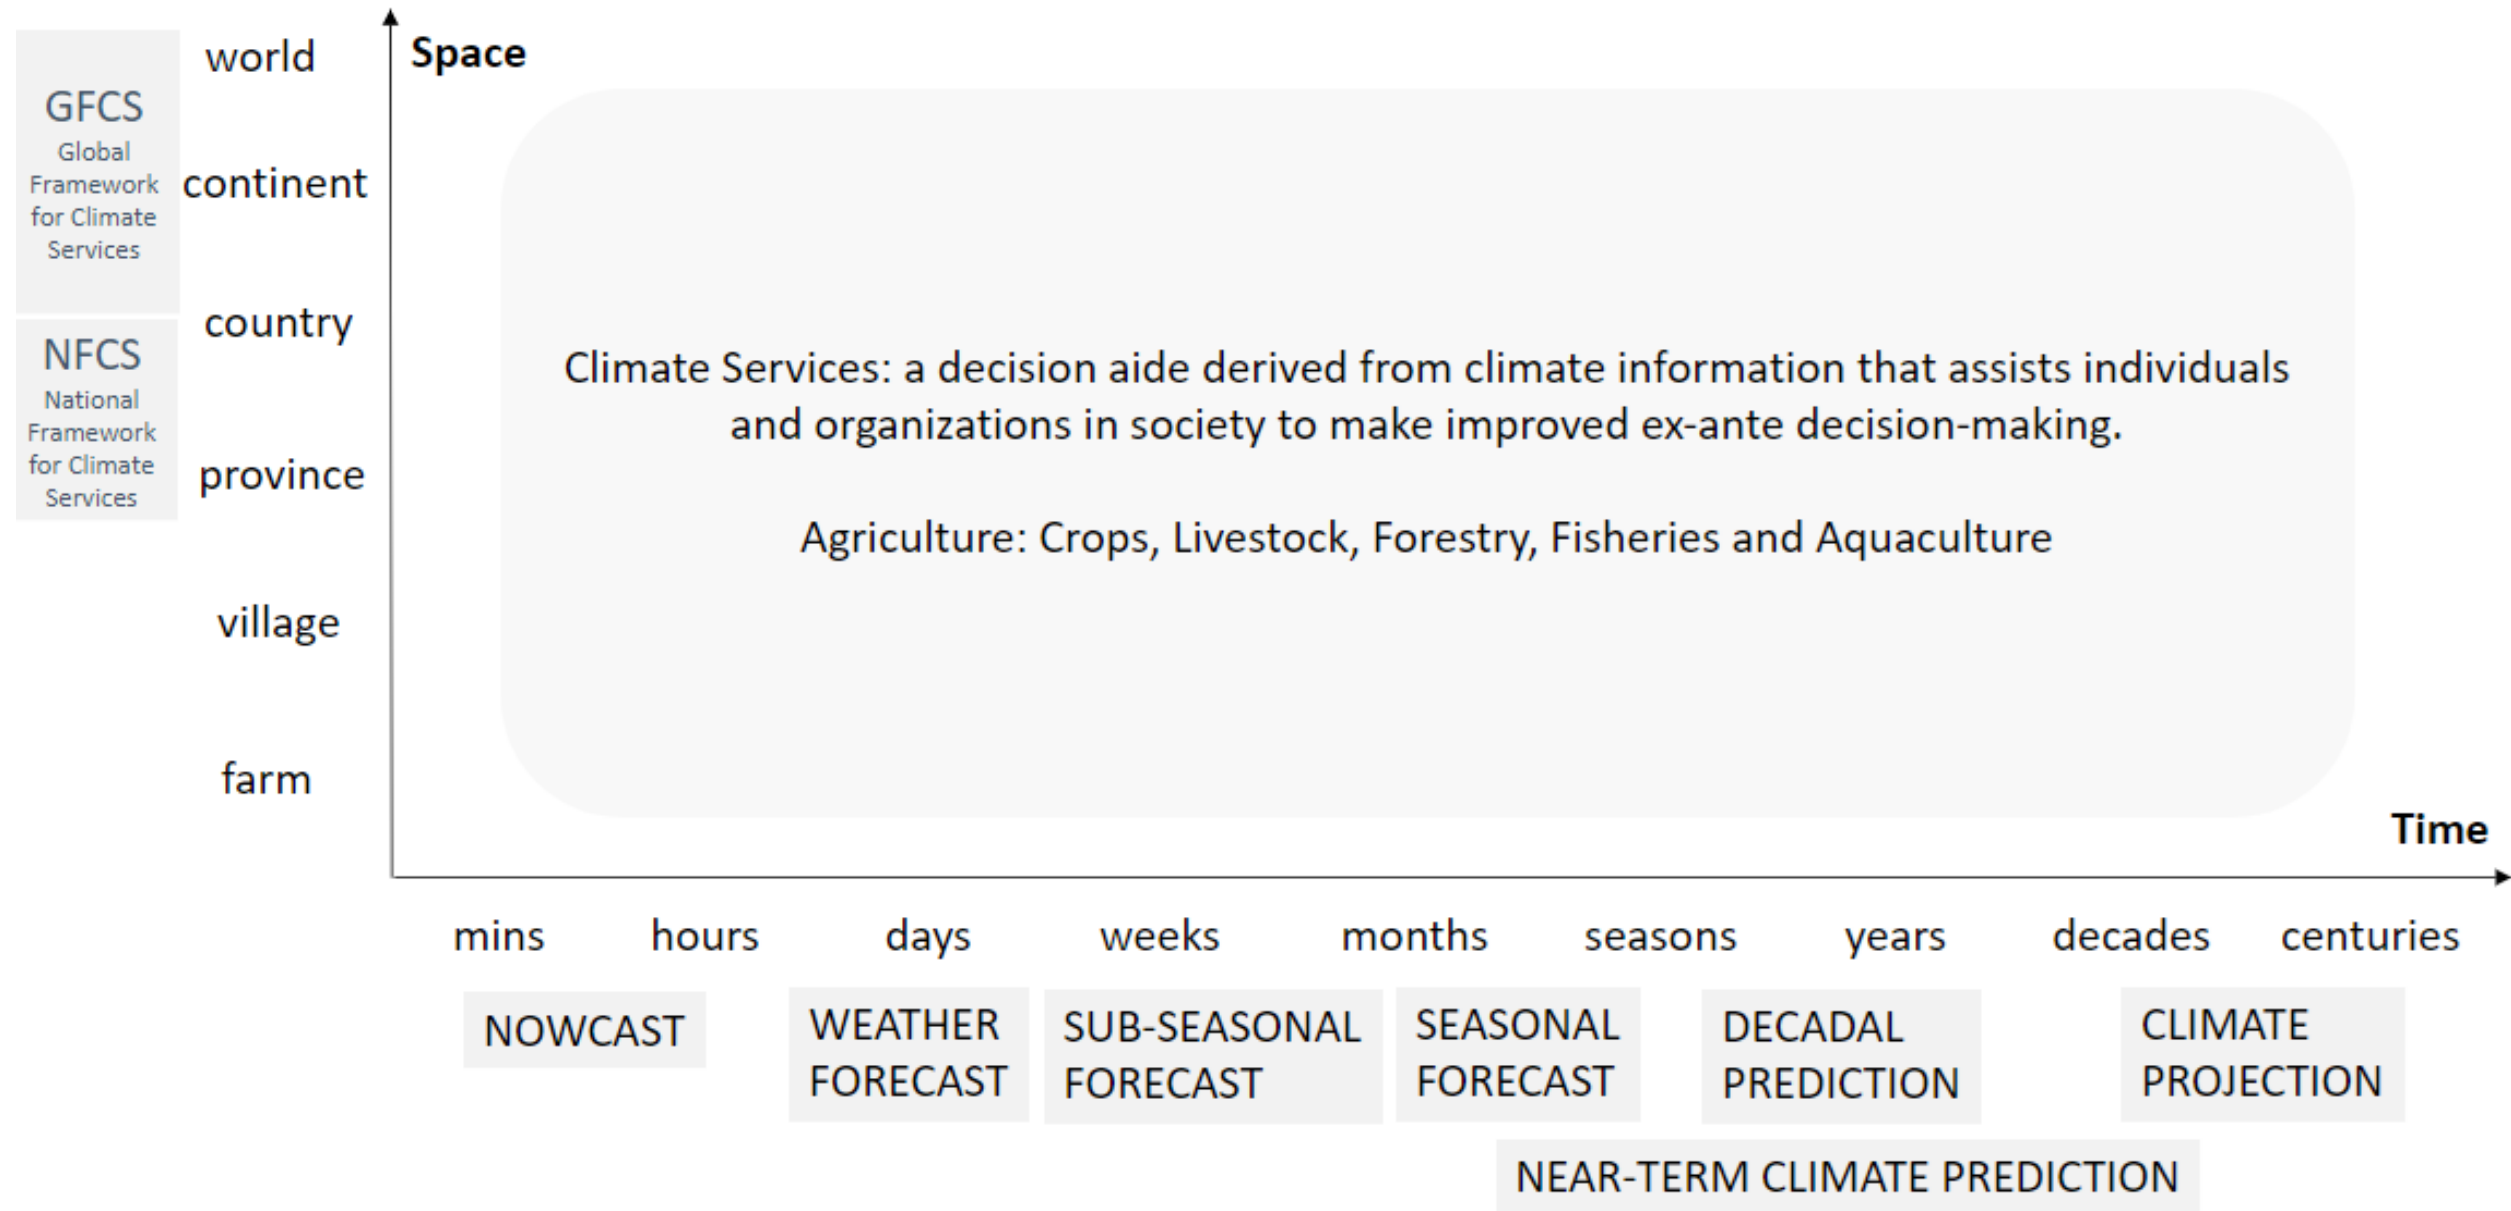 world
Space
GFCS
Global
Framework
for Climate
Services
continent
country
NFCS
National
Framework
for Climate
Services
province
village
farm
Climate Services: a decision aide derived from climate information that assists individuals
and organizations in society to make improved ex-ante decision-making.
Agriculture: Crops, Livestock, Forestry, Fisheries and Aquaculture
Time
mins hours days weeks months seasons years decades centuries
NOWCAST
WEATHER
FORECAST
SUB-SEASONAL
FORECAST
SEASONAL
FORECAST
DECADAL
PREDICTION
CLIMATE
PROJECTION
NEAR-TERM CLIMATE PREDICTION